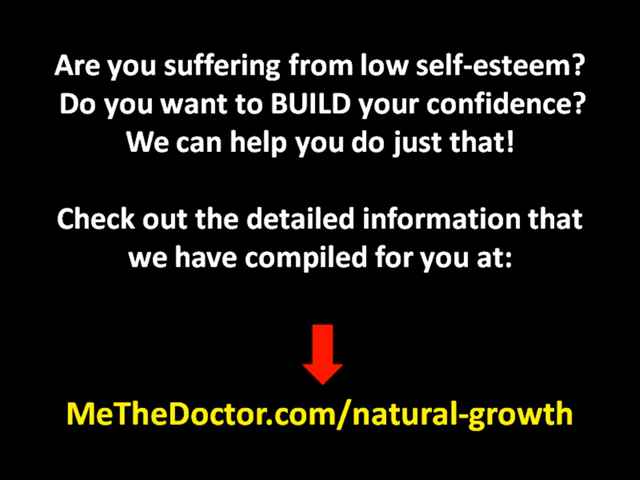 Are you suffering from low self-esteem?
Do you want to BUILD your confidence?
We can help you do just that!
Check out the detailed information that
we have compiled for you at:
MeTheDoctor.com/natural-growth